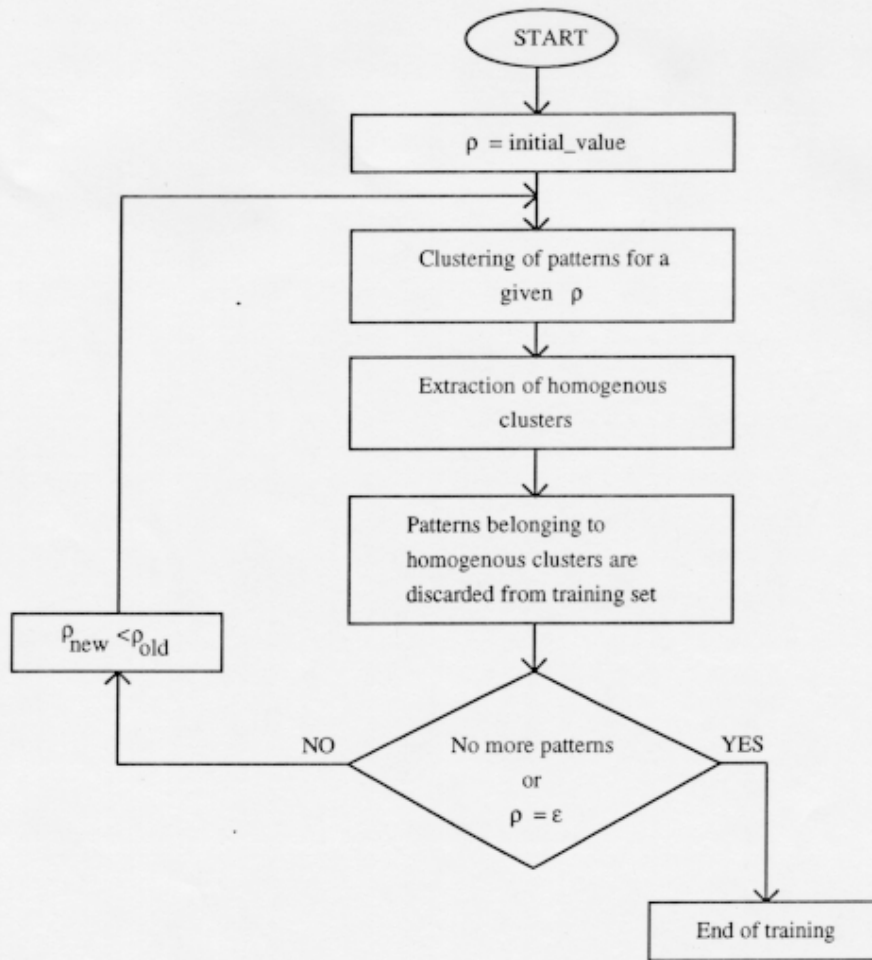 START
ρ = initial_value
Clustering of patterns for a
given ρ
Extraction of homogenous
clusters
Patterns belonging to
homogenous clusters are
discarded from training set
ρnew <ρold
NO
No more patterns
or
ρ = ε
YES
End of training